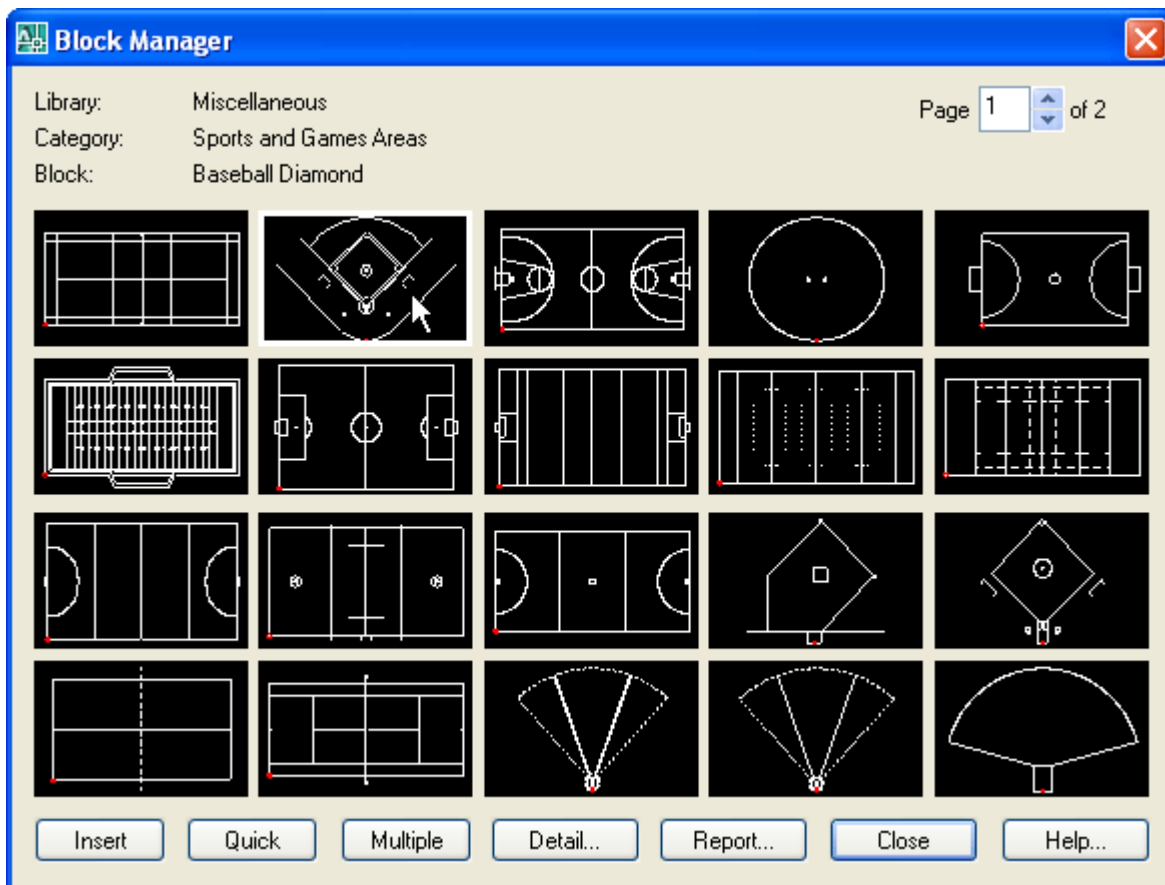 Block Manager
Library: Miscellaneous
Page 1 of 2
Category: Sports and Games Areas
Block: Baseball Diamond
Insert Quick Multiple Detail... Report... Close Help...